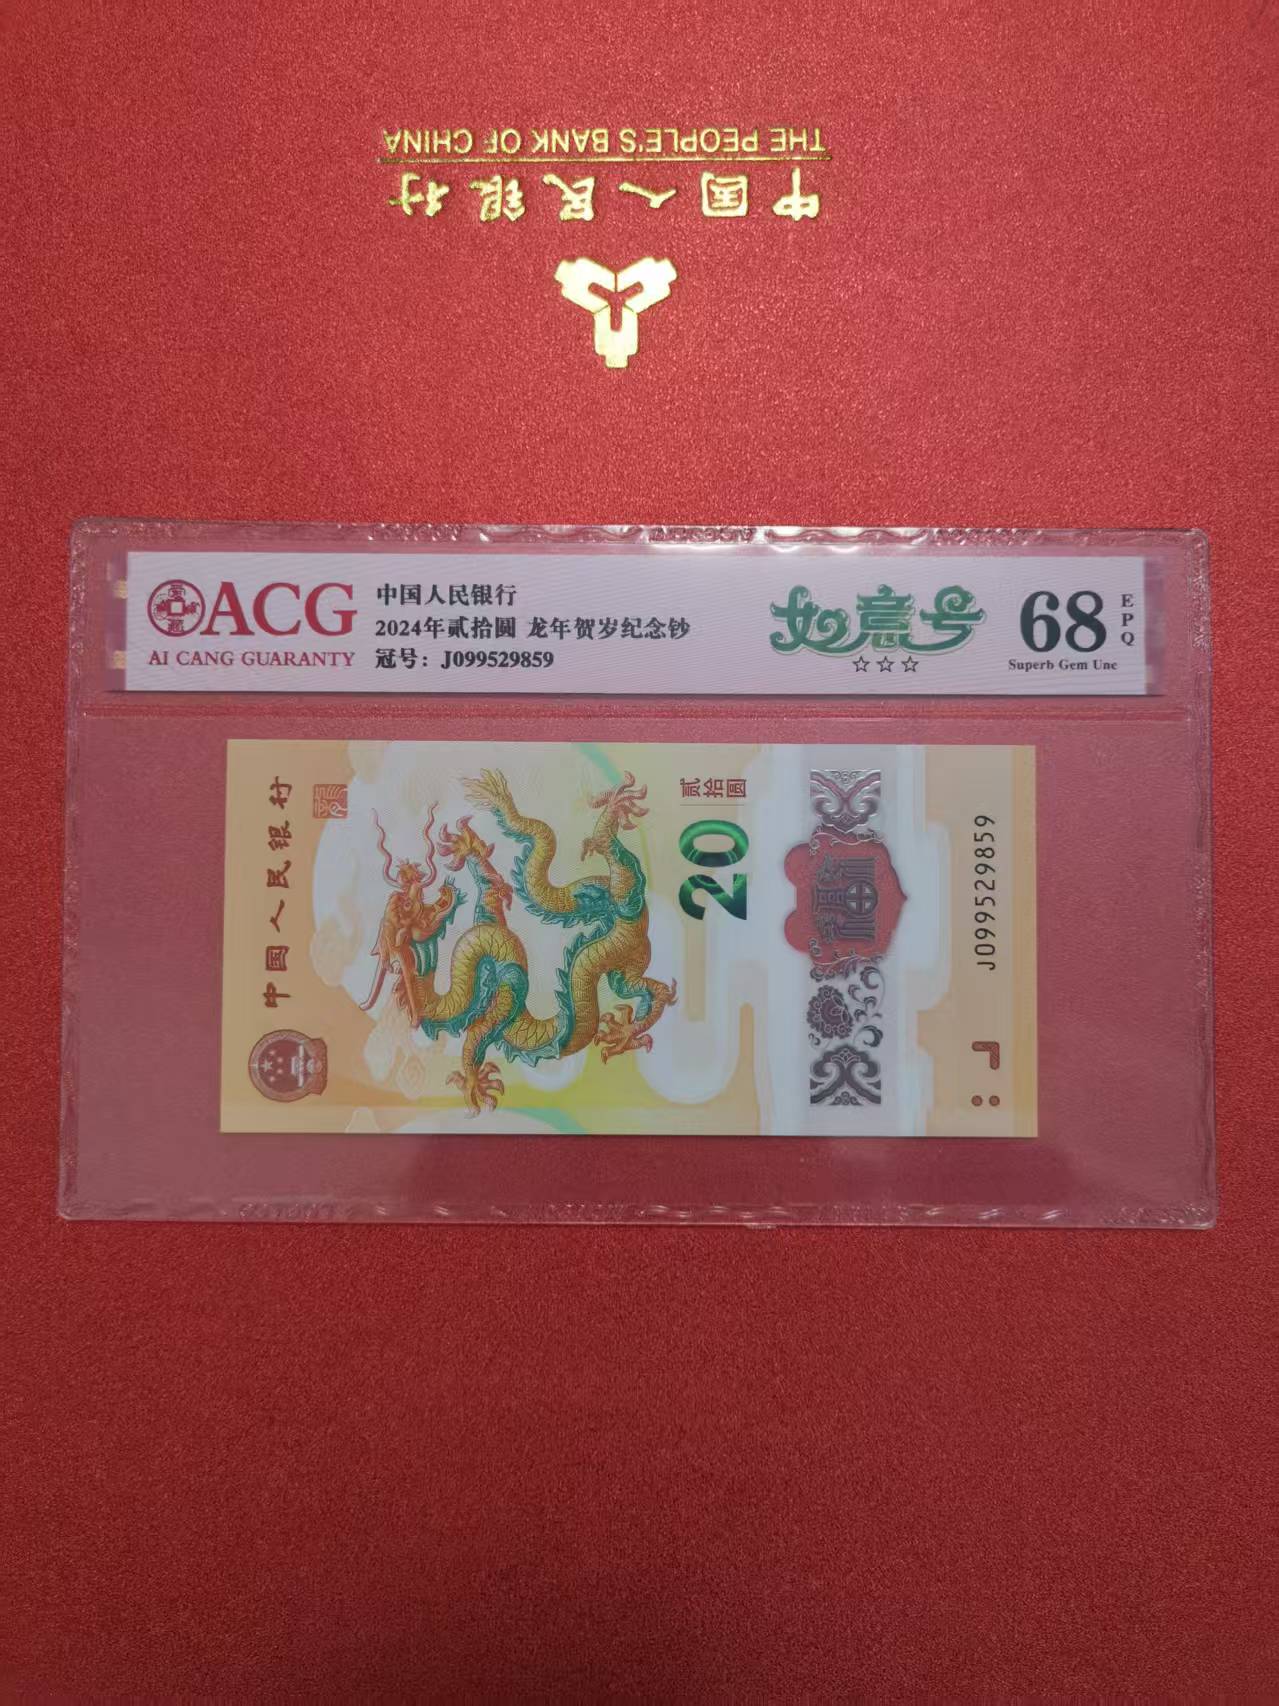 THE PEOPLE'S BANK OF CHINA
中国人民银行
ACG
AI CANG GUARANTY
中国人民银行
2024年贰拾圆 龙年贺岁纪念钞
冠号：J099529859
如意号
☆☆☆
68
EPQ
Superb Gem Unc
中国人民银行
贰拾圆
20
J099529859